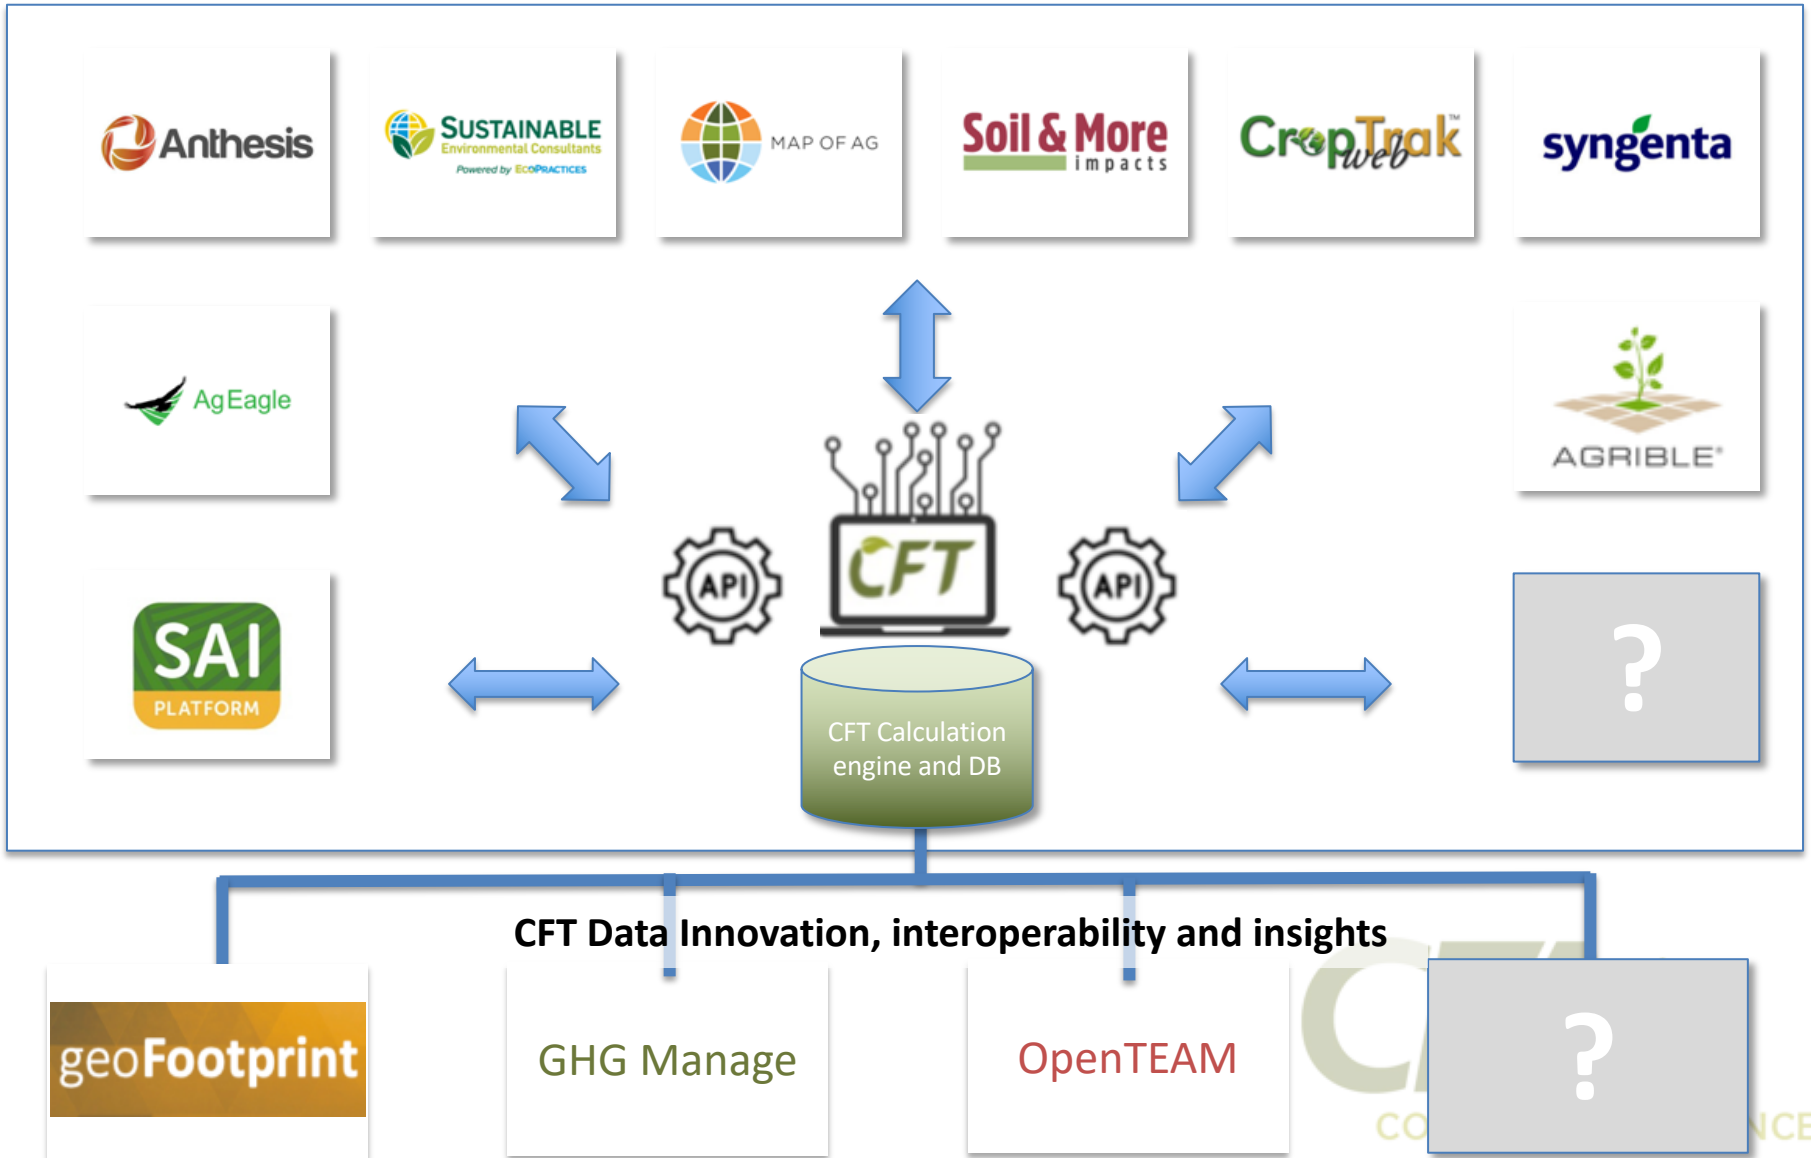 Anthesis
SUSTAINABLE
Environmental Consultants
Powered by ECOPRACTICES
MAP OF AG
Soil & More
impacts
CropTrak™
web
syngenta
AgEagle
AGRIBLE®
SAI
PLATFORM
API
CFT
API
?
CFT Calculation
engine and DB
CFT Data Innovation, interoperability and insights
geoFootprint
GHG Manage
OpenTEAM
?